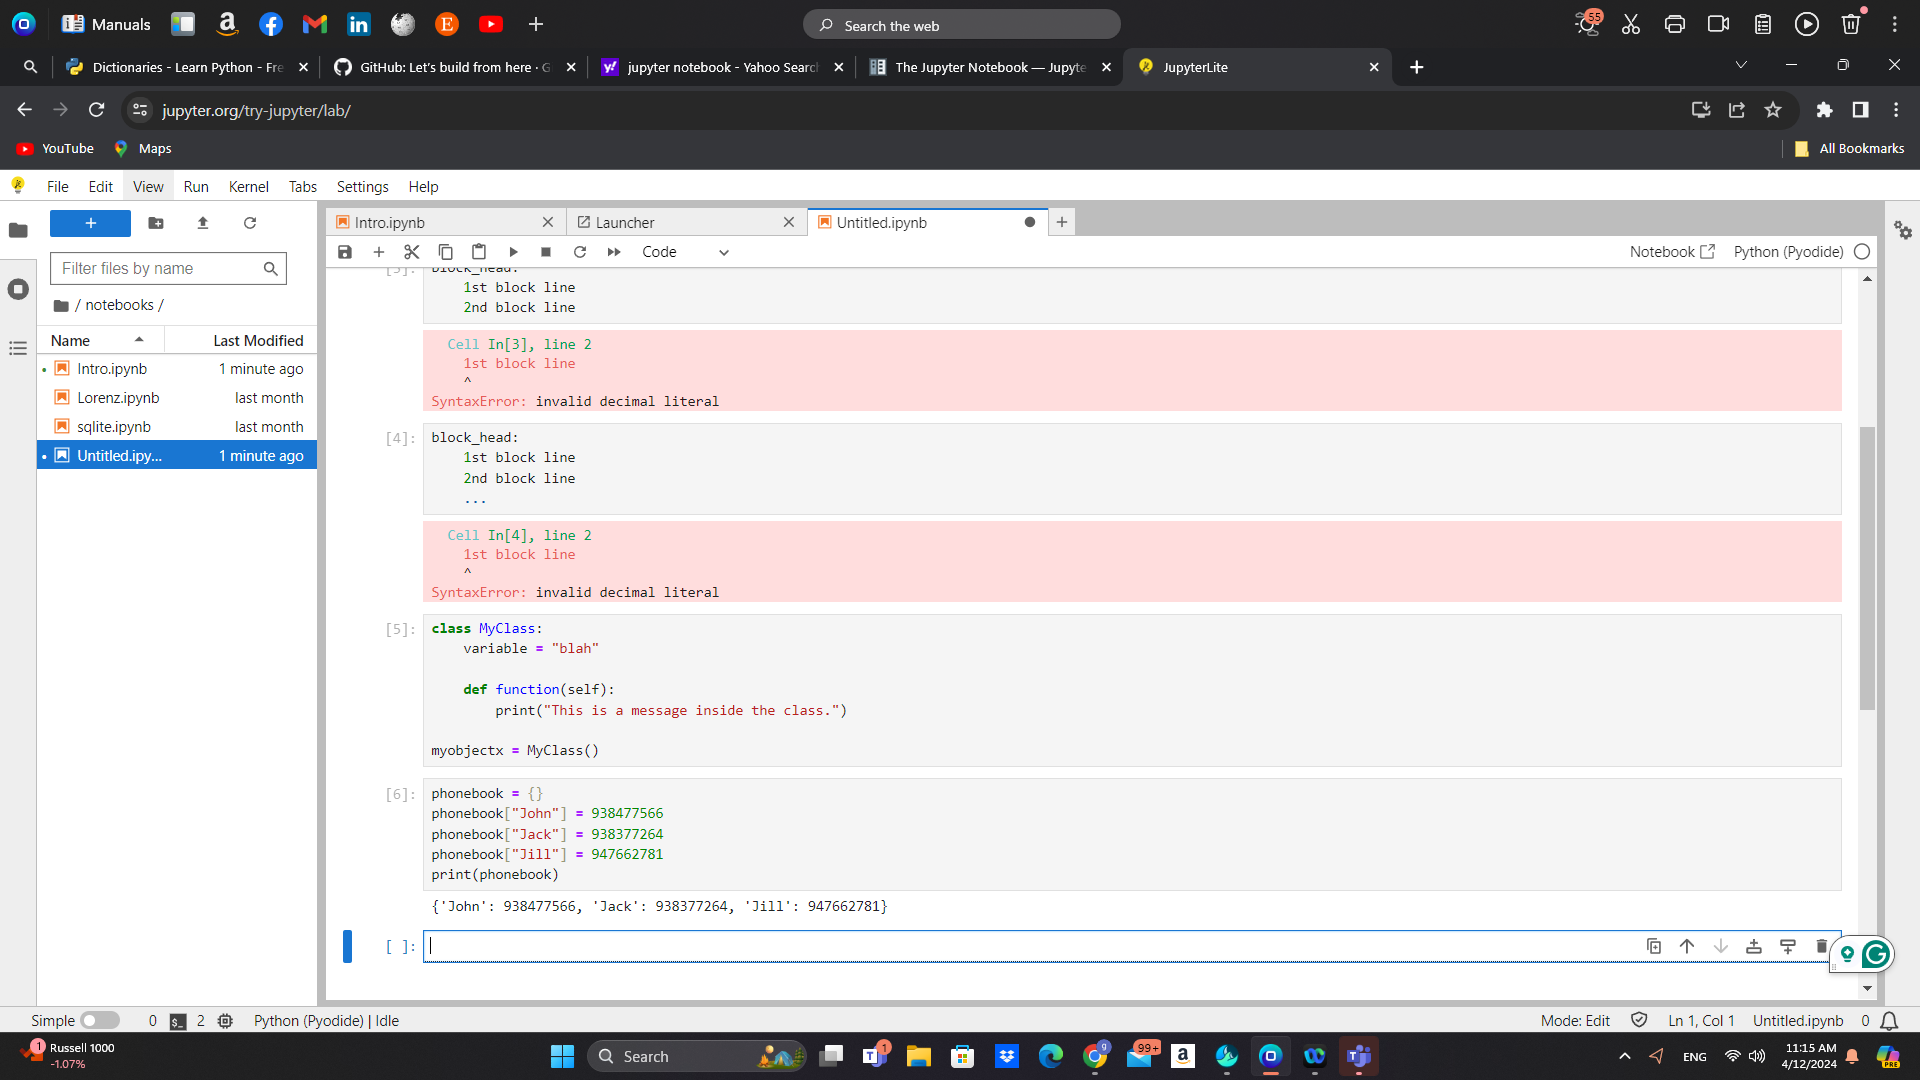 Manuals
Search the web
55
Dictionaries - Learn Python - Fre
GitHub: Let's build from here · G
jupyter notebook - Yahoo Search
The Jupyter Notebook — Jupyte
JupyterLite
jupyter.org/try-jupyter/lab/
YouTube
Maps
All Bookmarks
File
Edit
View
Run
Kernel
Tabs
Settings
Help
Filter files by name
/ notebooks /
Name
Last Modified
Intro.ipynb
1 minute ago
Lorenz.ipynb
last month
sqlite.ipynb
last month
Untitled.ipy...
1 minute ago
Intro.ipynb
Launcher
Untitled.ipynb
Code
Notebook
Python (Pyodide)
[3]: block_head:
1st block line
2nd block line
Cell In[3], line 2
1st block line
^
SyntaxError: invalid decimal literal
[4]: block_head:
1st block line
2nd block line
...
Cell In[4], line 2
1st block line
^
SyntaxError: invalid decimal literal
[5]: class MyClass:
variable = "blah"
def function(self):
print("This is a message inside the class.")
myobjectx = MyClass()
[6]: phonebook = {}
phonebook["John"] = 938477566
phonebook["Jack"] = 938377264
phonebook["Jill"] = 947662781
print(phonebook)
{'John': 938477566, 'Jack': 938377264, 'Jill': 947662781}
[ ]:
Simple
0
2
Python (Pyodide) | Idle
Mode: Edit
Ln 1, Col 1
Untitled.ipynb
0
1
Russell 1000
-1.07%
Search
1
9
99+
ENG
11:15 AM
4/12/2024
PRE